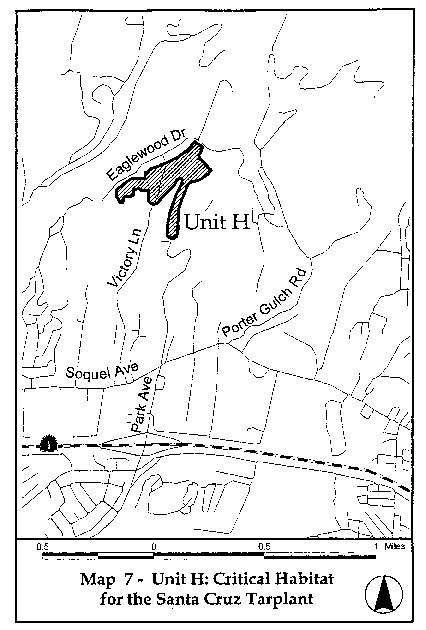 Eaglewood Dr
Unit H
Victory Ln
Porter Gulch Rd
Soquel Ave
Park Ave
1
0.5 0 0.5 1 Miles
Map 7 - Unit H: Critical Habitat
for the Santa Cruz Tarplant